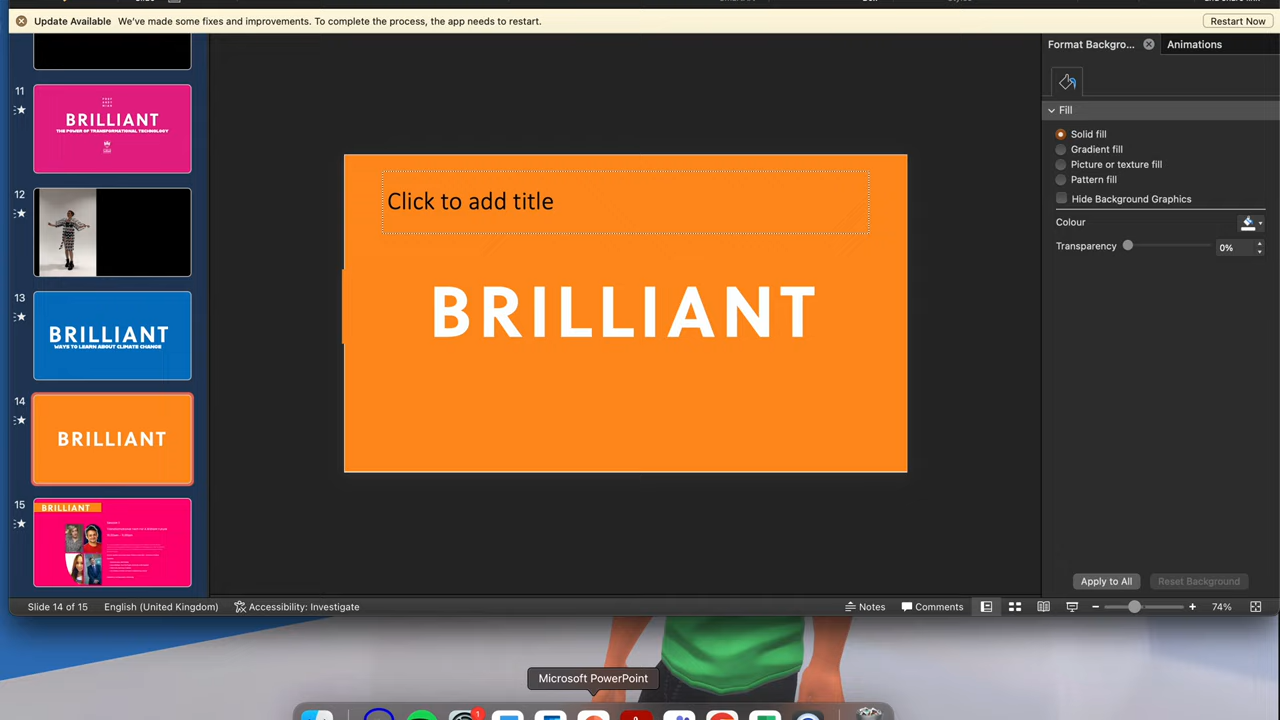 Update Available We've made some fixes and improvements. To complete the process, the app needs to restart. Restart Now
Format Backgro... Animations
Fill
Solid fill
Gradient fill
Picture or texture fill
Pattern fill
Hide Background Graphics
Colour
Transparency 0%
Apply to All Reset Background
11
BRILLIANT
THE POWER OF TRANSFORMATIONAL TECHNOLOGY
12
13
BRILLIANT
WAYS TO LEARN ABOUT CLIMATE CHANGE
14
BRILLIANT
15
BRILLIANT
Click to add title
BRILLIANT
Slide 14 of 15 English (United Kingdom) Accessibility: Investigate Notes Comments 74%
Microsoft PowerPoint
1